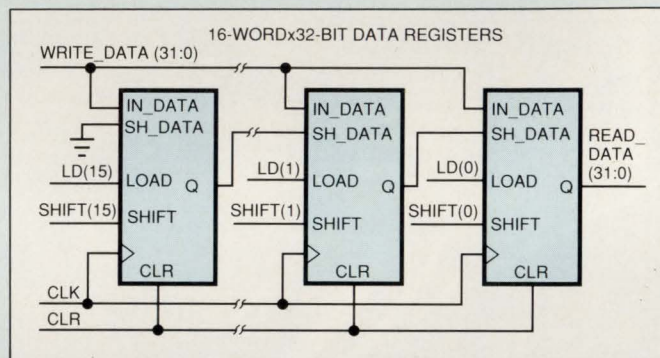 16-WORDx32-BIT DATA REGISTERS
WRITE_DATA (31:0)
IN_DATA
SH_DATA
LD(15)
LOAD
Q
SHIFT(15)
SHIFT
CLR
IN_DATA
SH_DATA
LD(1)
LOAD
Q
SHIFT(1)
SHIFT
CLR
IN_DATA
SH_DATA
LD(0)
LOAD
Q
SHIFT(0)
SHIFT
CLR
READ_
DATA
(31:0)
CLK
CLR